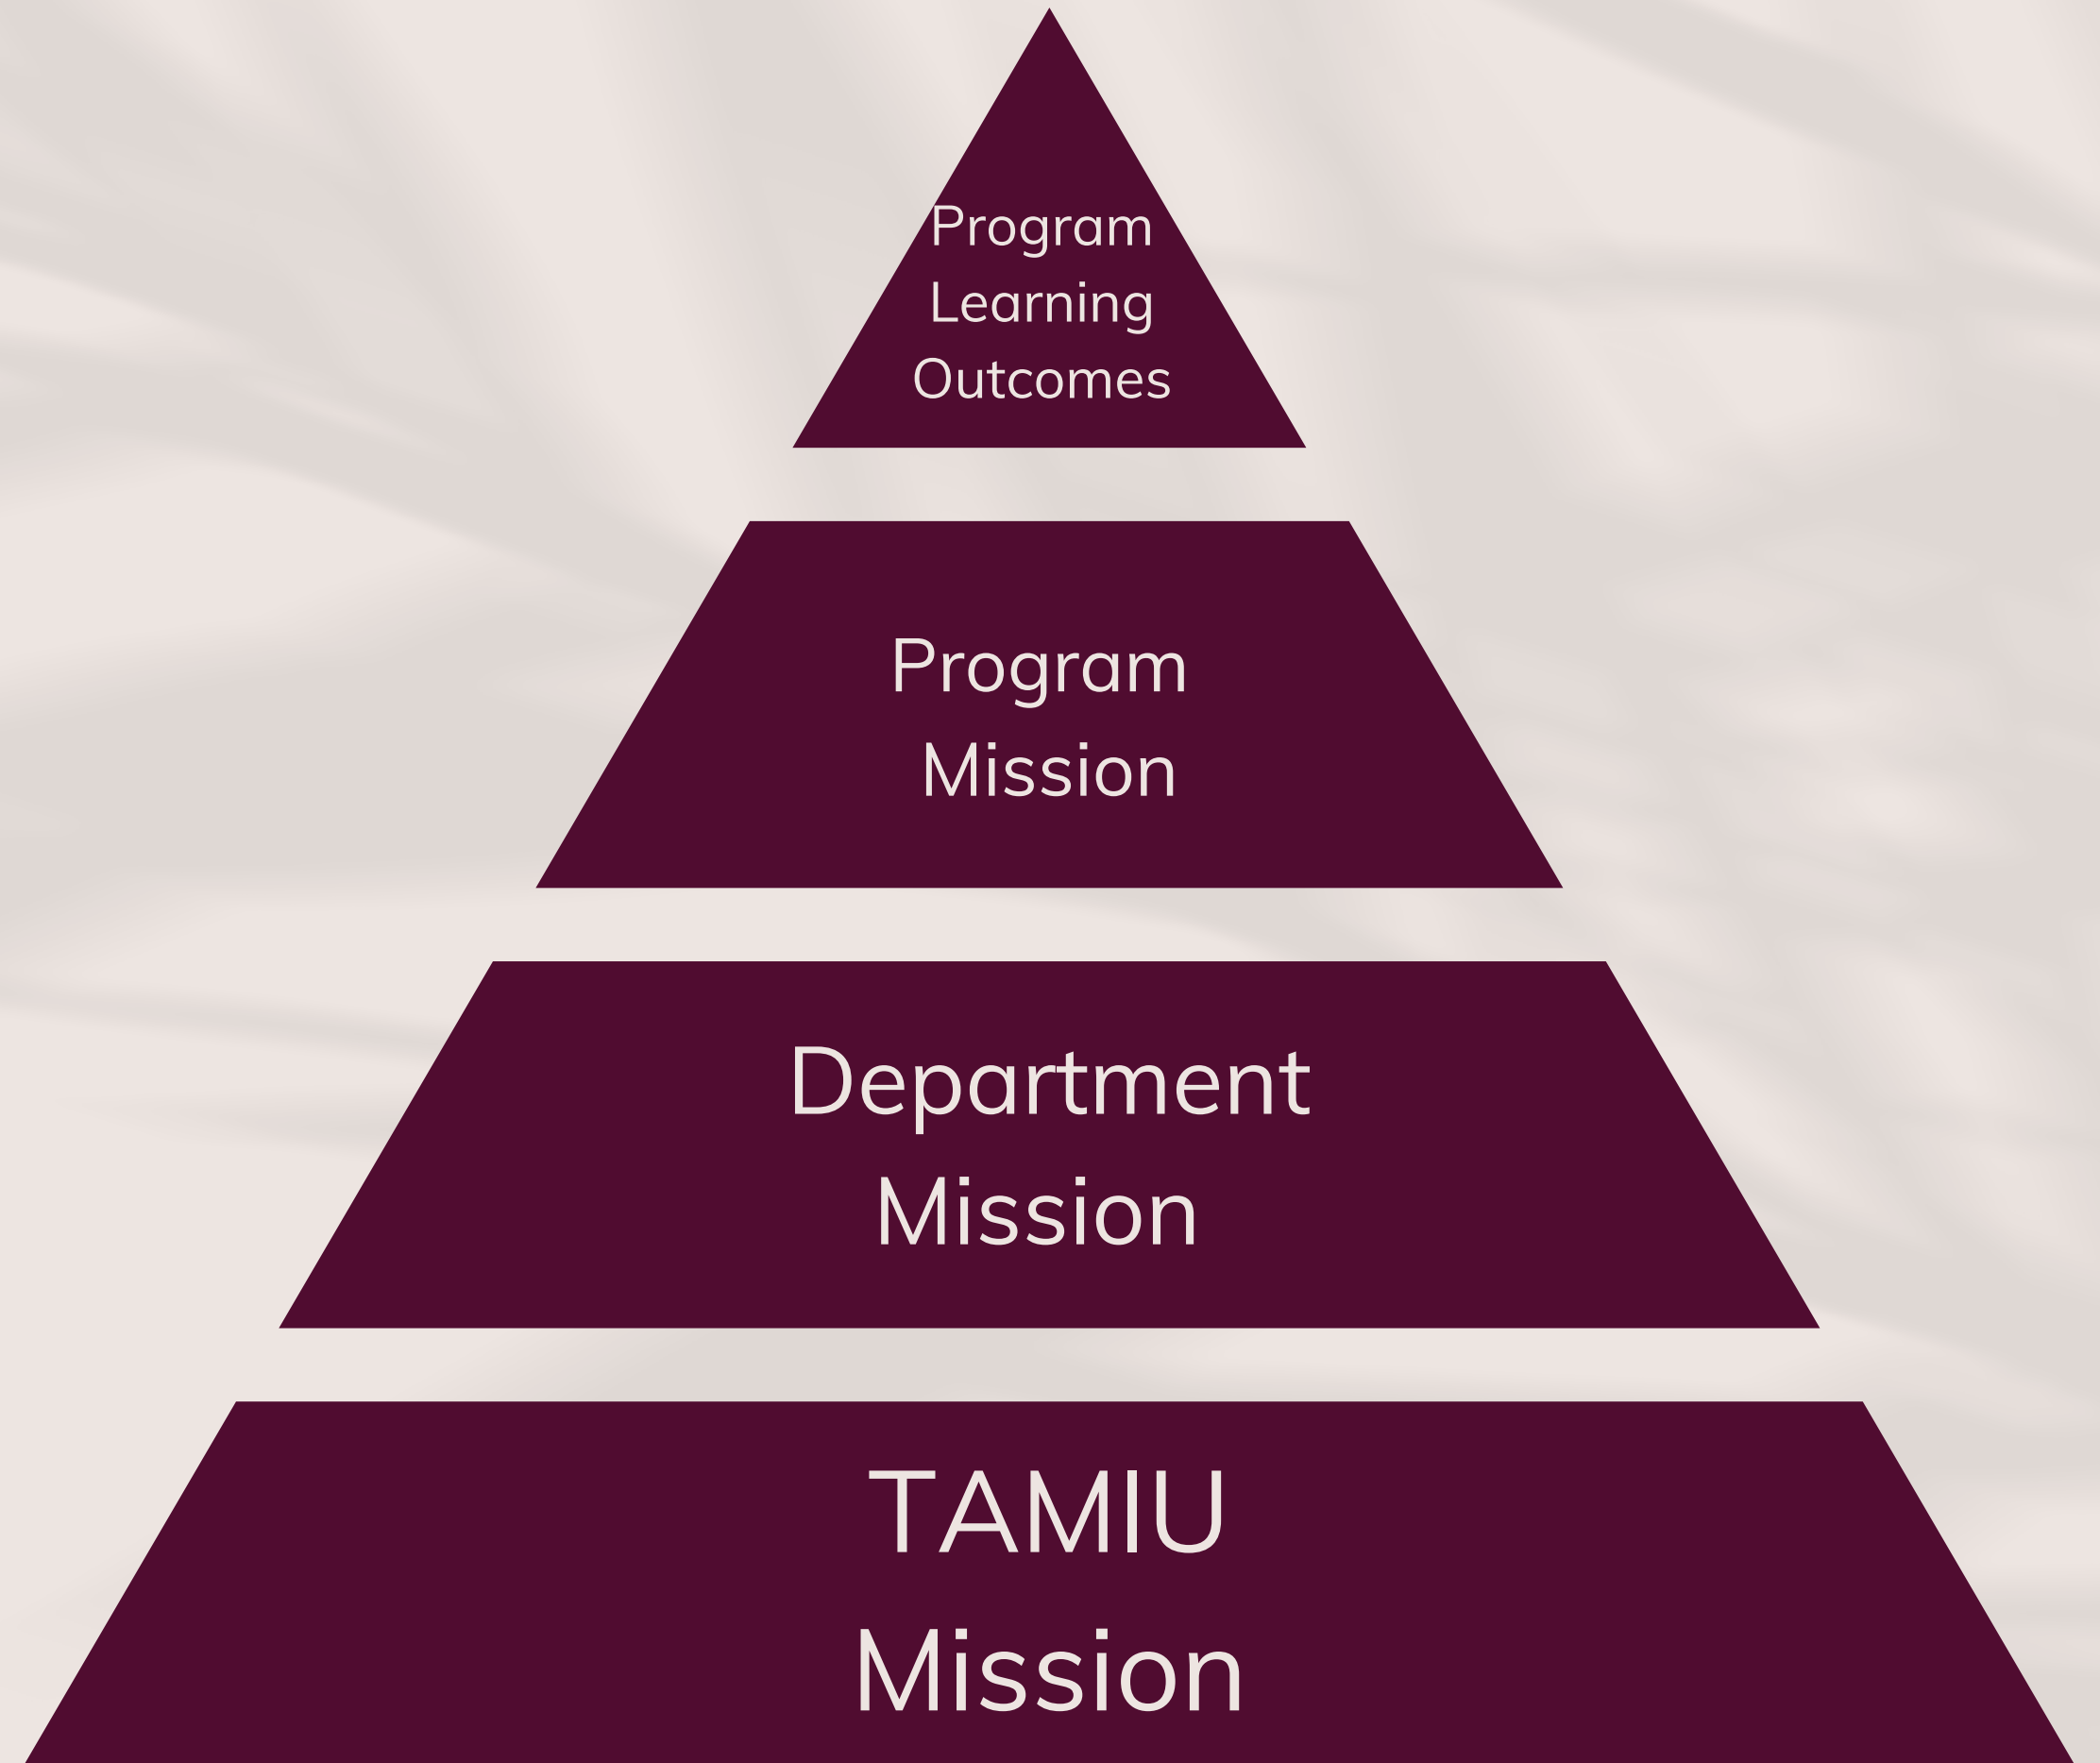 Program
Learning
Outcomes
Program
Mission
Department
Mission
TAMIU
Mission